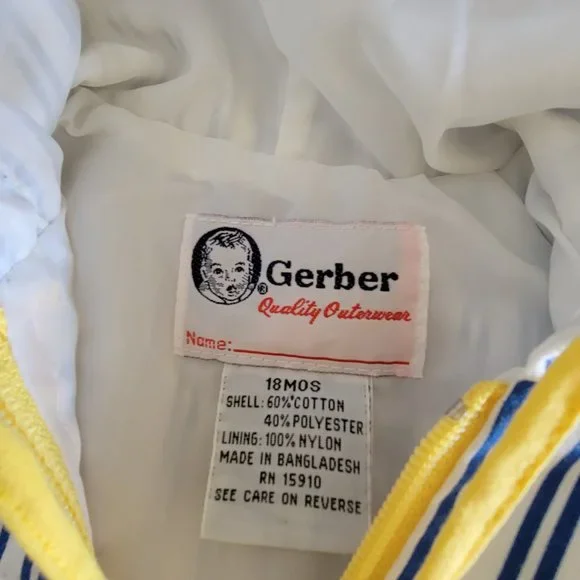 Gerber
®
Quality Outerwear
Name:
18MOS
SHELL: 60%COTTON
40%POLYESTER
LINING: 100% NYLON
MADE IN BANGLADESH
RN 15910
SEE CARE ON REVERSE